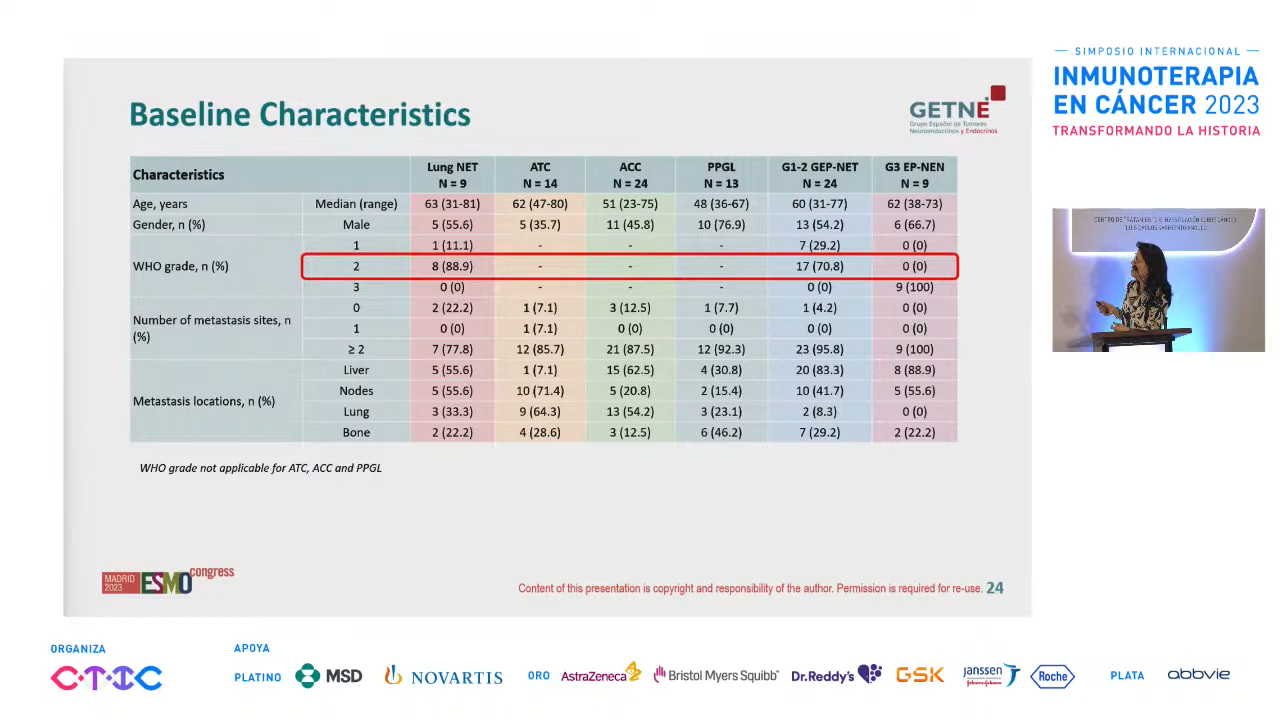 Baseline Characteristics
GETNE
Grupo Español de Tumores
Neuroendocrinos y Endocrinos
Characteristics Lung NET N = 9 ATC N = 14 ACC N = 24 PPGL N = 13 G1-2 GEP-NET N = 24 G3 EP-NEN N = 9
Age, years Median (range) 63 (31-81) 62 (47-80) 51 (23-75) 48 (36-67) 60 (31-77) 62 (38-73)
Gender, n (%) Male 5 (55.6) 5 (35.7) 11 (45.8) 10 (76.9) 13 (54.2) 6 (66.7)
WHO grade, n (%) 1 1 (11.1) - - - 7 (29.2) 0 (0)
2 8 (88.9) - - - 17 (70.8) 0 (0)
3 0 (0) - - - 0 (0) 9 (100)
Number of metastasis sites, n (%) 0 2 (22.2) 1 (7.1) 3 (12.5) 1 (7.7) 1 (4.2) 0 (0)
1 0 (0) 1 (7.1) 0 (0) 0 (0) 0 (0) 0 (0)
≥ 2 7 (77.8) 12 (85.7) 21 (87.5) 12 (92.3) 23 (95.8) 9 (100)
Metastasis locations, n (%) Liver 5 (55.6) 1 (7.1) 15 (62.5) 4 (30.8) 20 (83.3) 8 (88.9)
Nodes 5 (55.6) 10 (71.4) 5 (20.8) 2 (15.4) 10 (41.7) 5 (55.6)
Lung 3 (33.3) 9 (64.3) 13 (54.2) 3 (23.1) 2 (8.3) 0 (0)
Bone 2 (22.2) 4 (28.6) 3 (12.5) 6 (46.2) 7 (29.2) 2 (22.2)
WHO grade not applicable for ATC, ACC and PPGL
MADRID
2023
ESMO congress
Content of this presentation is copyright and responsibility of the author. Permission is required for re-use. 24
SIMPOSIO INTERNACIONAL
INMUNOTERAPIA
EN CÁNCER 2023
TRANSFORMANDO LA HISTORIA
CENTRO DE TRATAMIENTO E INVESTIGACIÓN SOBRE CÁNCER
LUIS CARLOS SARMIENTO ANGULO
ORGANIZA
CTIC
APOYA
PLATINO
MSD
NOVARTIS
ORO
AstraZeneca
Bristol Myers Squibb™
Dr.Reddy's
GSK
Janssen
Johnson-Johnson
Roche
PLATA
abbvie